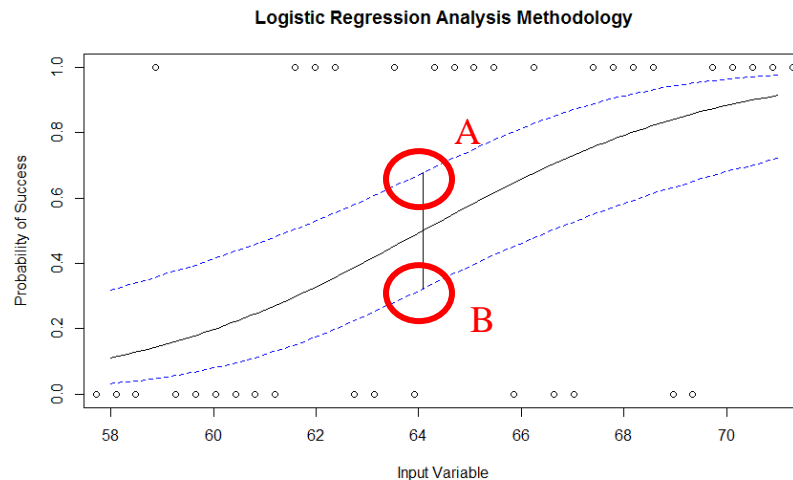 Logistic Regression Analysis Methodology
A
B
Probability of Success
1.0
0.8
0.6
0.4
0.2
0.0
58 60 62 64 66 68 70
Input Variable